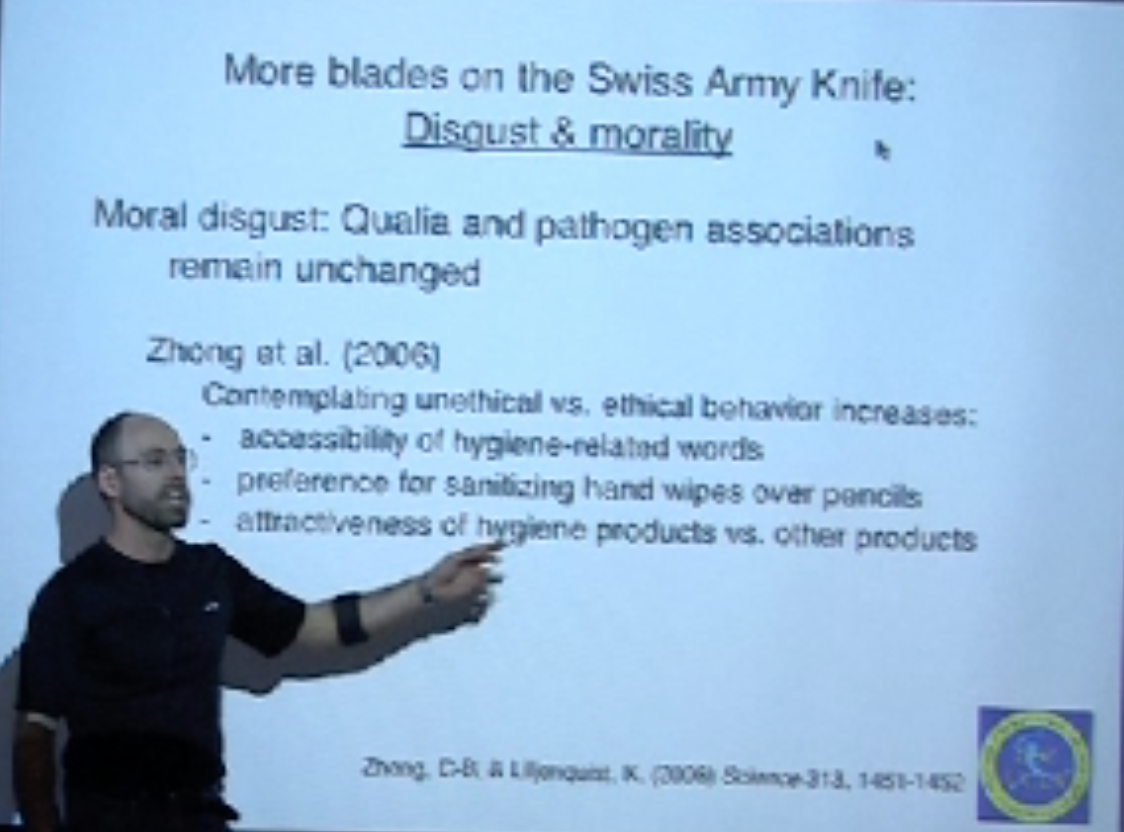 More blades on the Swiss Army Knife:
Disgust & morality
Moral disgust: Qualia and pathogen associations
remain unchanged
Zhong et al. (2006)
Contemplating unethical vs. ethical behavior increases:
- accessibility of hygiene-related words
- preference for sanitizing hand wipes over pencils
- attractiveness of hygiene products vs. other products
Zhong, C-B, & Liljenquist, K. (2006) Science 313, 1451-1452